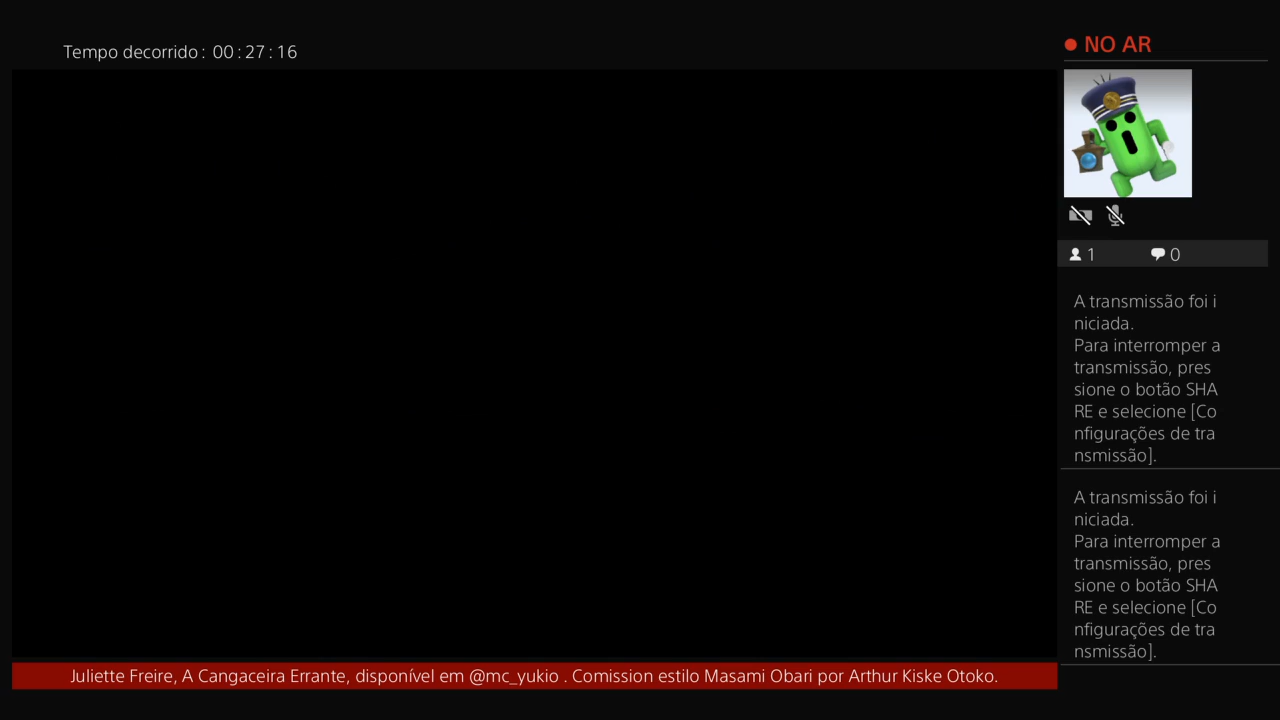 Tempo decorrido: 00:27:16
NO AR
1 0
A transmissão foi i
niciada.
Para interromper a
transmissão, pres
sione o botão SHA
RE e selecione [Co
nfigurações de tra
nsmissão].
A transmissão foi i
niciada.
Para interromper a
transmissão, pres
sione o botão SHA
RE e selecione [Co
nfigurações de tra
nsmissão].
Juliette Freire, A Cangaceira Errante, disponível em @mc_yukio . Comission estilo Masami Obari por Arthur Kiske Otoko.